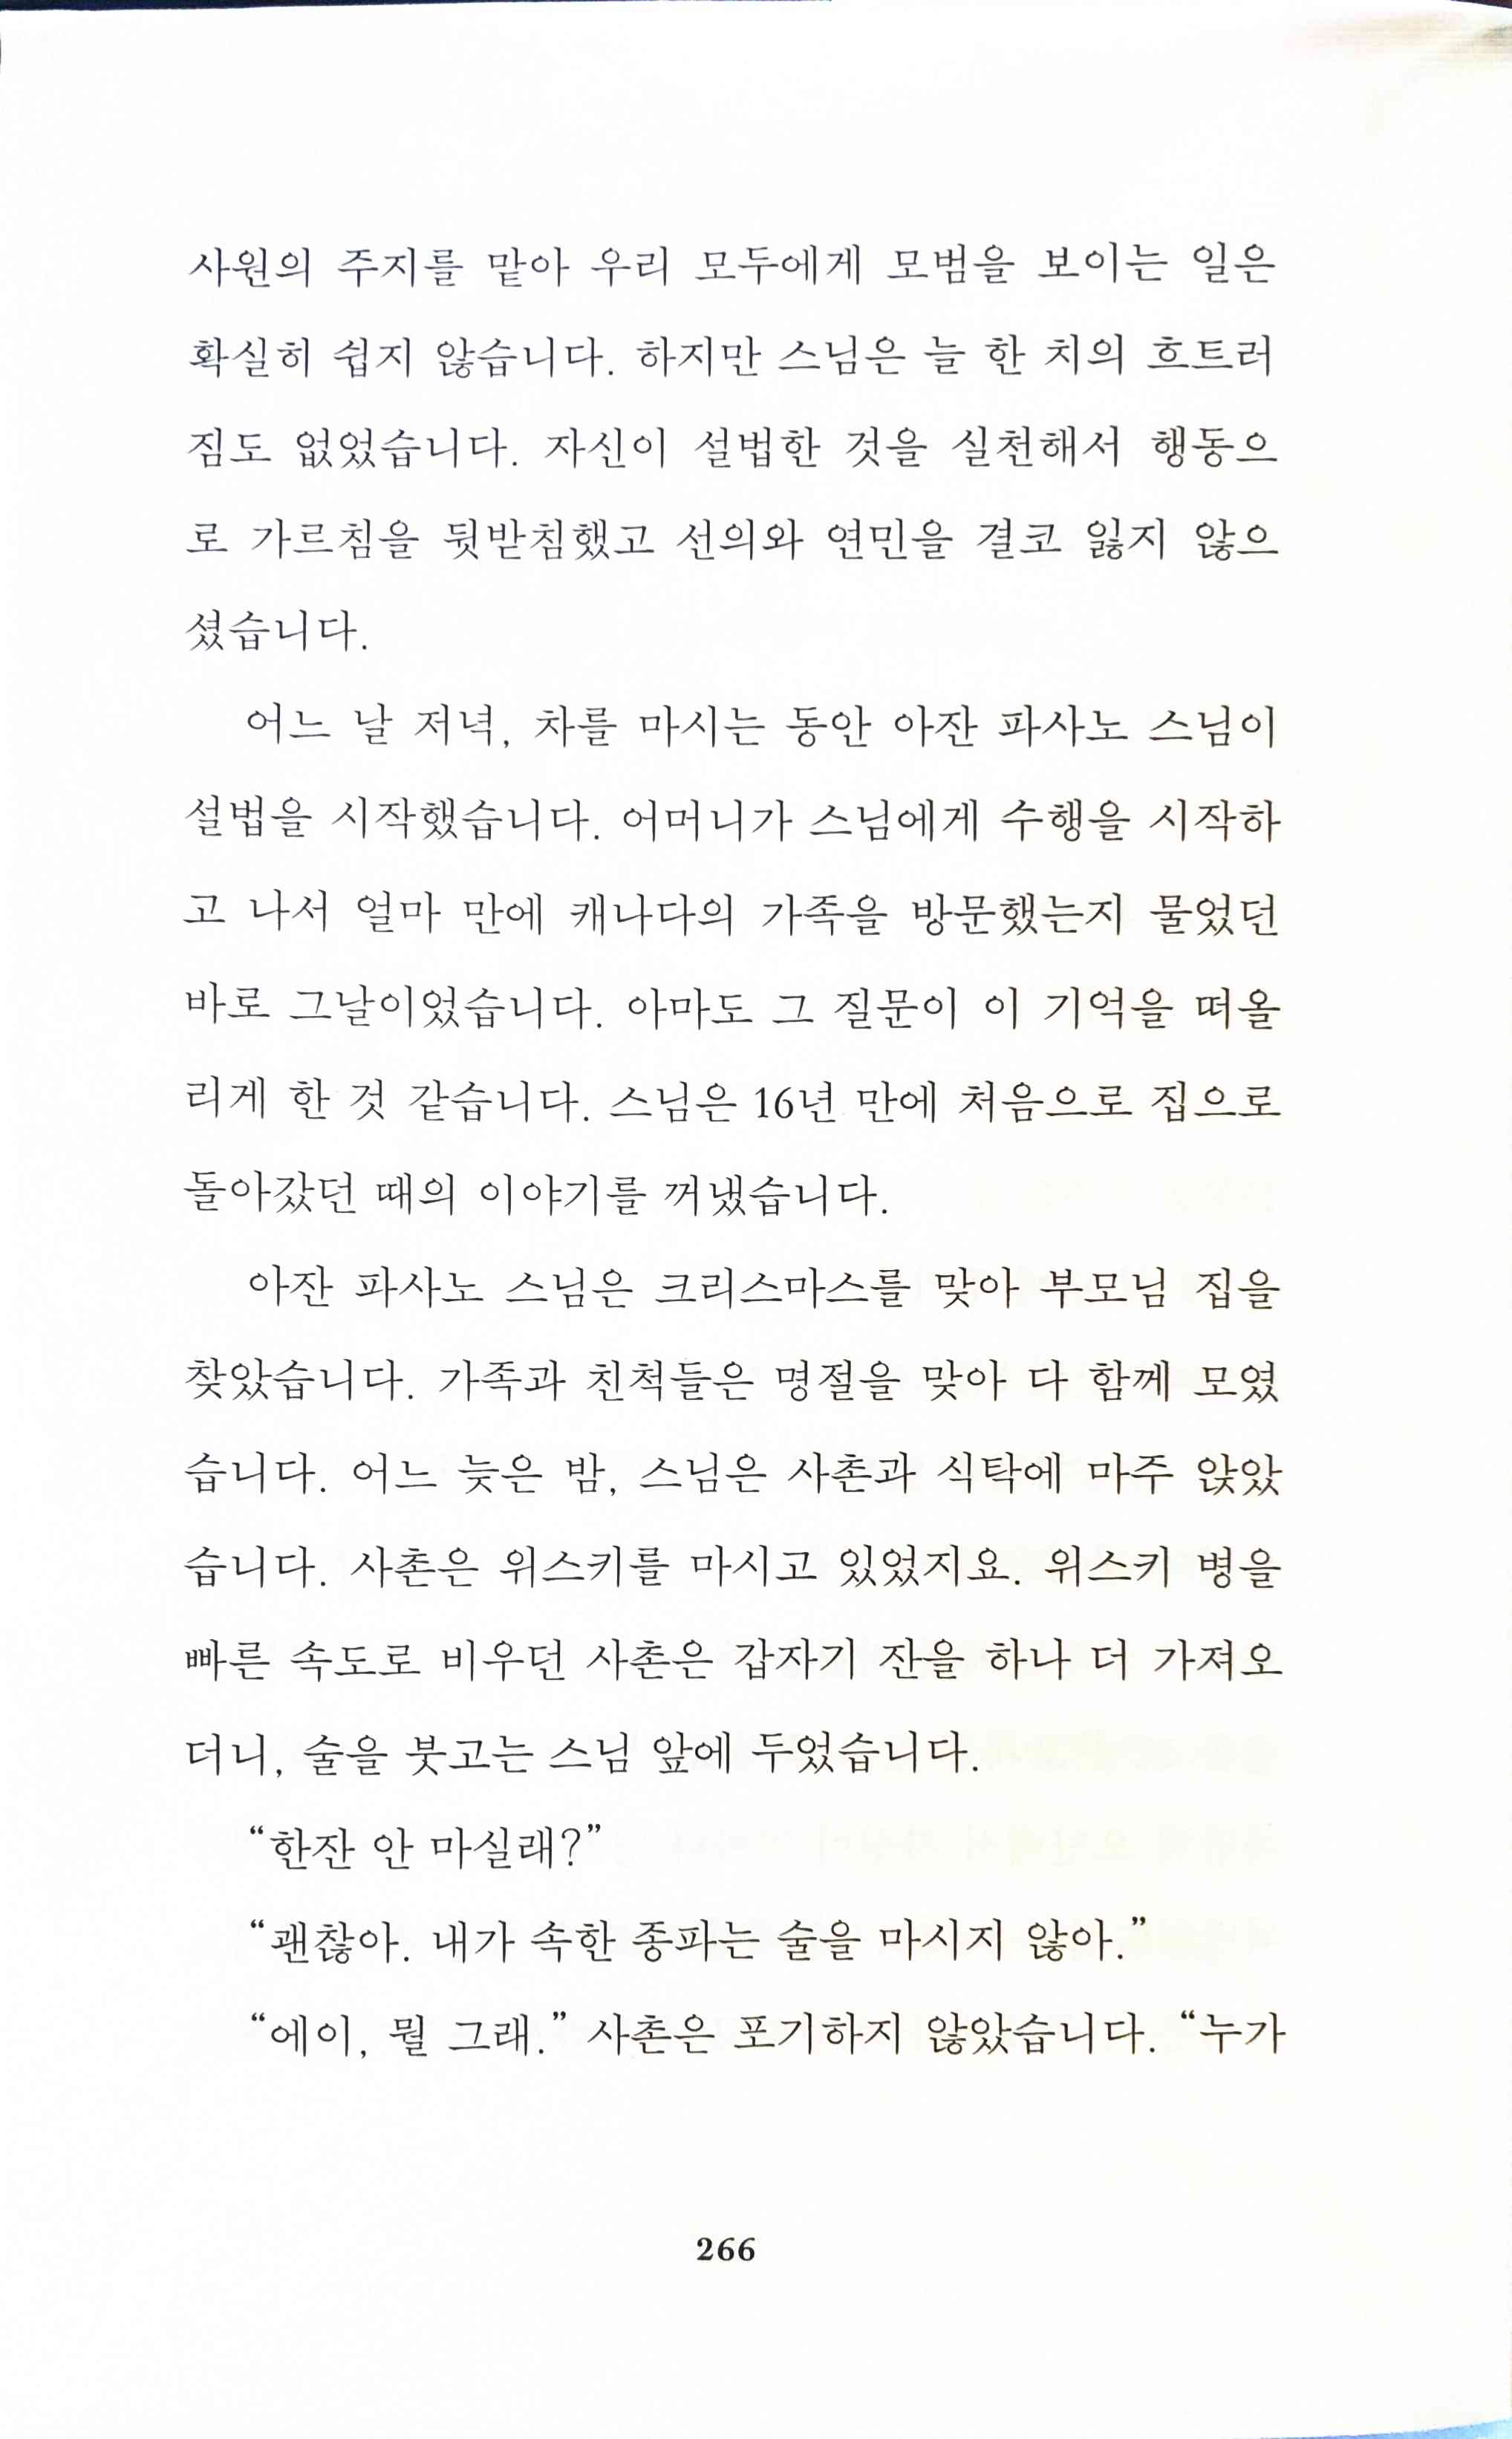 사원의 주지를 맡아 우리 모두에게 모범을 보이는 일은
확실히 쉽지 않습니다. 하지만 스님은 늘 한 치의 흐트러
짐도 없었습니다. 자신이 설법한 것을 실천해서 행동으
로 가르침을 뒷받침했고 선의와 연민을 결코 잃지 않으
셨습니다.
어느 날 저녁, 차를 마시는 동안 아잔 파사노 스님이
설법을 시작했습니다. 어머니가 스님에게 수행을 시작하
고 나서 얼마 만에 캐나다의 가족을 방문했는지 물었던
바로 그날이었습니다. 아마도 그 질문이 이 기억을 떠올
리게 한 것 같습니다. 스님은 16년 만에 처음으로 집으로
돌아갔던 때의 이야기를 꺼냈습니다.
아잔 파사노 스님은 크리스마스를 맞아 부모님 집을
찾았습니다. 가족과 친척들은 명절을 맞아 다 함께 모였
습니다. 어느 늦은 밤, 스님은 사촌과 식탁에 마주 앉았
습니다. 사촌은 위스키를 마시고 있었지요. 위스키 병을
빠른 속도로 비우던 사촌은 갑자기 잔을 하나 더 가져오
더니, 술을 붓고는 스님 앞에 두었습니다.
“한잔 안 마실래?”
“괜찮아. 내가 속한 종파는 술을 마시지 않아.”
“에이, 뭘 그래.” 사촌은 포기하지 않았습니다. “누가
266